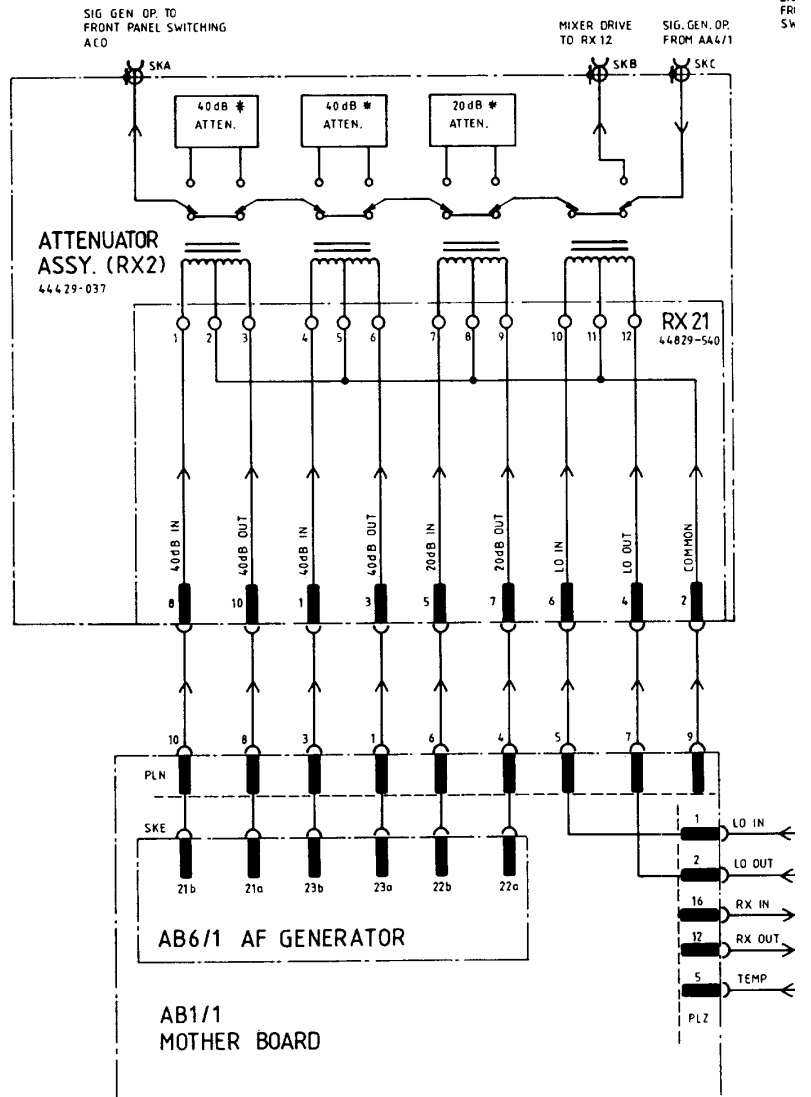 SIG GEN OP. TO
FRONT PANEL SWITCHING
AC0
MIXER DRIVE
TO RX 12
SIG. GEN. OP.
FROM AA4/1
SKA
SKB
SKC
40dB *
ATTEN.
40dB *
ATTEN.
20dB *
ATTEN.
ATTENUATOR
ASSY. (RX2)
44429-037
RX 21
44829-540
1 2 3 4 5 6 7 8 9 10 11 12
40dB IN
40dB OUT
40dB IN
40dB OUT
20dB IN
20dB OUT
LO IN
LO OUT
COMMON
8 10 1 3 5 7 6 4 2
10 8 3 1 6 4 5 7 9
PLN
SKE
21b 21a 23b 23a 22b 22a
AB6/1 AF GENERATOR
AB1/1
MOTHER BOARD
1 LO IN
2 LO OUT
16 RX IN
12 RX OUT
5 TEMP
PLZ